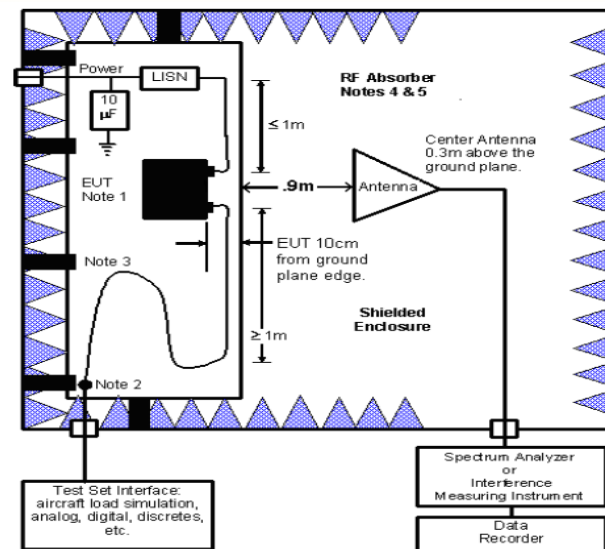 Power
LISN
10
µF
RF Absorber
Notes 4 & 5
≤ 1m
Center Antenna
0.3m above the
ground plane.
EUT
Note 1
.9m
Antenna
EUT 10cm
from ground
plane edge.
Note 3
Shielded
Enclosure
≥ 1m
Note 2
Test Set Interface:
aircraft load simulation,
analog, digital, discretes,
etc.
Spectrum Analyzer
or
Interference
Measuring Instrument
Data
Recorder